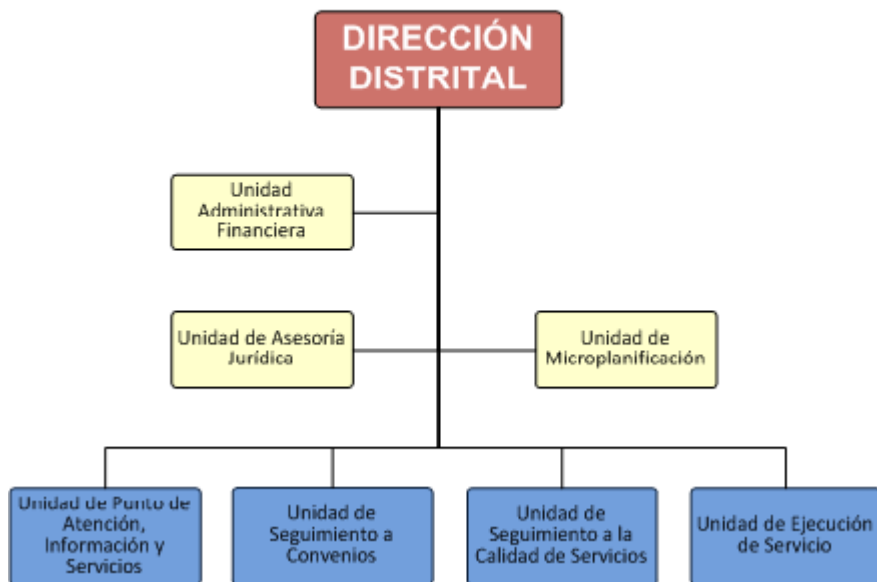 DIRECCIÓN
DISTRITAL
Unidad
Administrativa
Financiera
Unidad de Asesoría
Jurídica
Unidad de
Microplanificación
Unidad de Punto de
Atención,
Información y
Servicios
Unidad de
Seguimiento a
Convenios
Unidad de
Seguimiento a la
Calidad de Servicios
Unidad de Ejecución
de Servicio